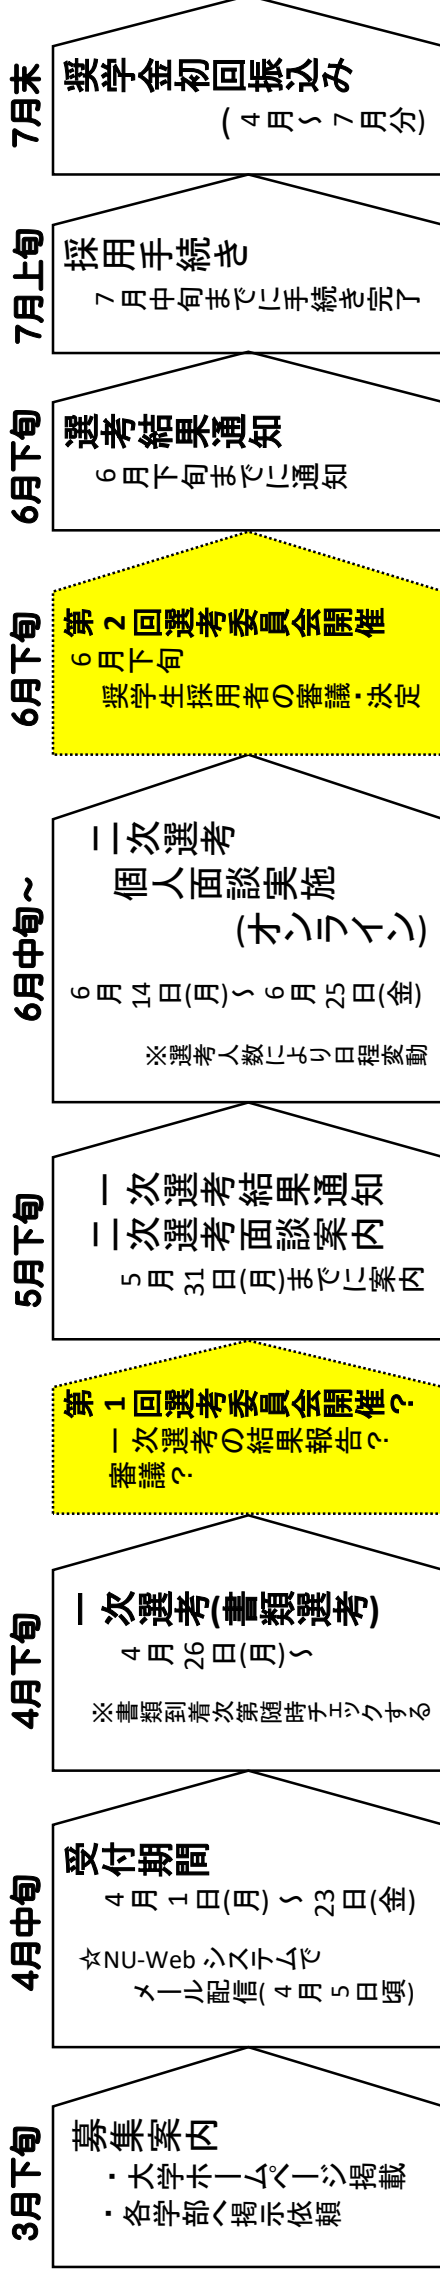 3月下旬
募集案内
・大学ホームページ掲載
・各学部へ掲示依頼
4月中旬
受付期間
4月1日(月)～23日(金)
☆NU-Webシステムで
メール配信(4月5日頃)
4月下旬
一次選考(書類選考)
4月26日(月)～
※書類到着次第随時チェックする
第1回選考委員会開催?
一次選考の結果報告?
審議?
5月下旬
一次選考結果通知
二次選考面談案内
5月31日(月)までに案内
6月中旬～
二次選考
個人面談実施
(オンライン)
6月14日(月)～6月25日(金)
※選考人数により日程変動
6月下旬
第2回選考委員会開催
6月下旬
奨学生採用者の審議・決定
6月下旬
選考結果通知
6月下旬までに通知
7月上旬
採用手続き
7月中旬までに手続き完了
7月末
奨学金初回振込み
(4月～7月分)